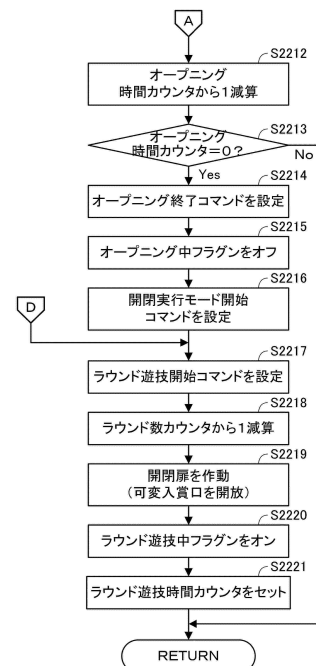 A
S2212
オープニング
時間カウンタから1減算
S2213
オープニング
時間カウンタ=0?
No
Yes
S2214
オープニング終了コマンドを設定
S2215
オープニング中フラグンをオフ
S2216
開閉実行モード開始
コマンドを設定
D
S2217
ラウンド遊技開始コマンドを設定
S2218
ラウンド数カウンタから1減算
S2219
開閉扉を作動
(可変入賞口を開放)
S2220
ラウンド遊技中フラグンをオン
S2221
ラウンド遊技時間カウンタをセット
RETURN